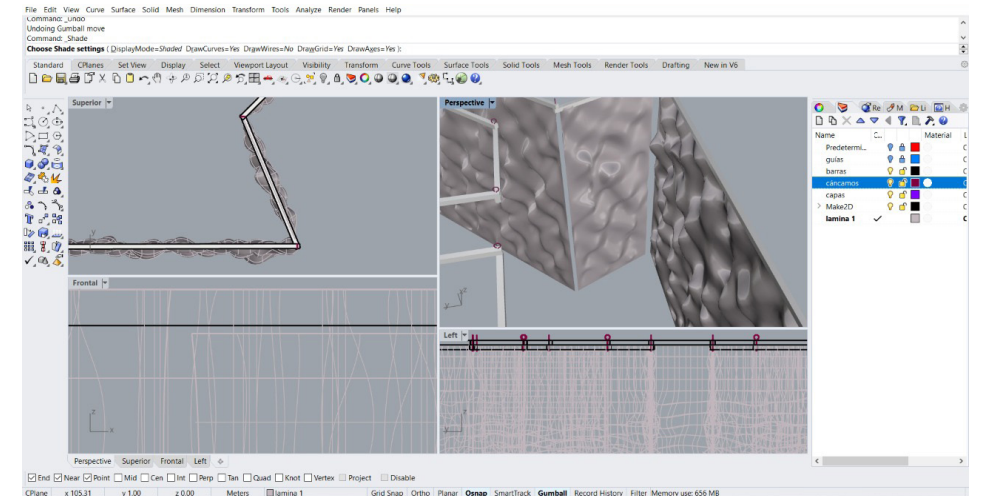 File Edit View Curve Surface Solid Mesh Dimension Transform Tools Analyze Render Panels Help
Command: _Undo
Undoing Gumball move
Command: _Shade
Choose Shade settings ( DisplayMode=Shaded DrawCurves=Yes DrawWires=No DrawGrid=Yes DrawAxes=Yes ):
Standard CPlanes Set View Display Select Viewport Layout Visibility Transform Curve Tools Surface Tools Solid Tools Mesh Tools Render Tools Drafting New in V6
Superior
Perspective
Re M Li H
Name C... Material L
Predetermi...
guías
barras
cáncamos
capas
Make2D
lamina 1
y
Frontal
z x
z y
Left
z y
Perspective Superior Frontal Left
End Near Point Mid Cen Int Perp Tan Quad Knot Vertex Project Disable
CPlane x 105.31 y 1.00 z 0.00 Meters lamina 1 Grid Snap Ortho Planar Osnap SmartTrack Gumball Record History Filter Memory use: 656 MB